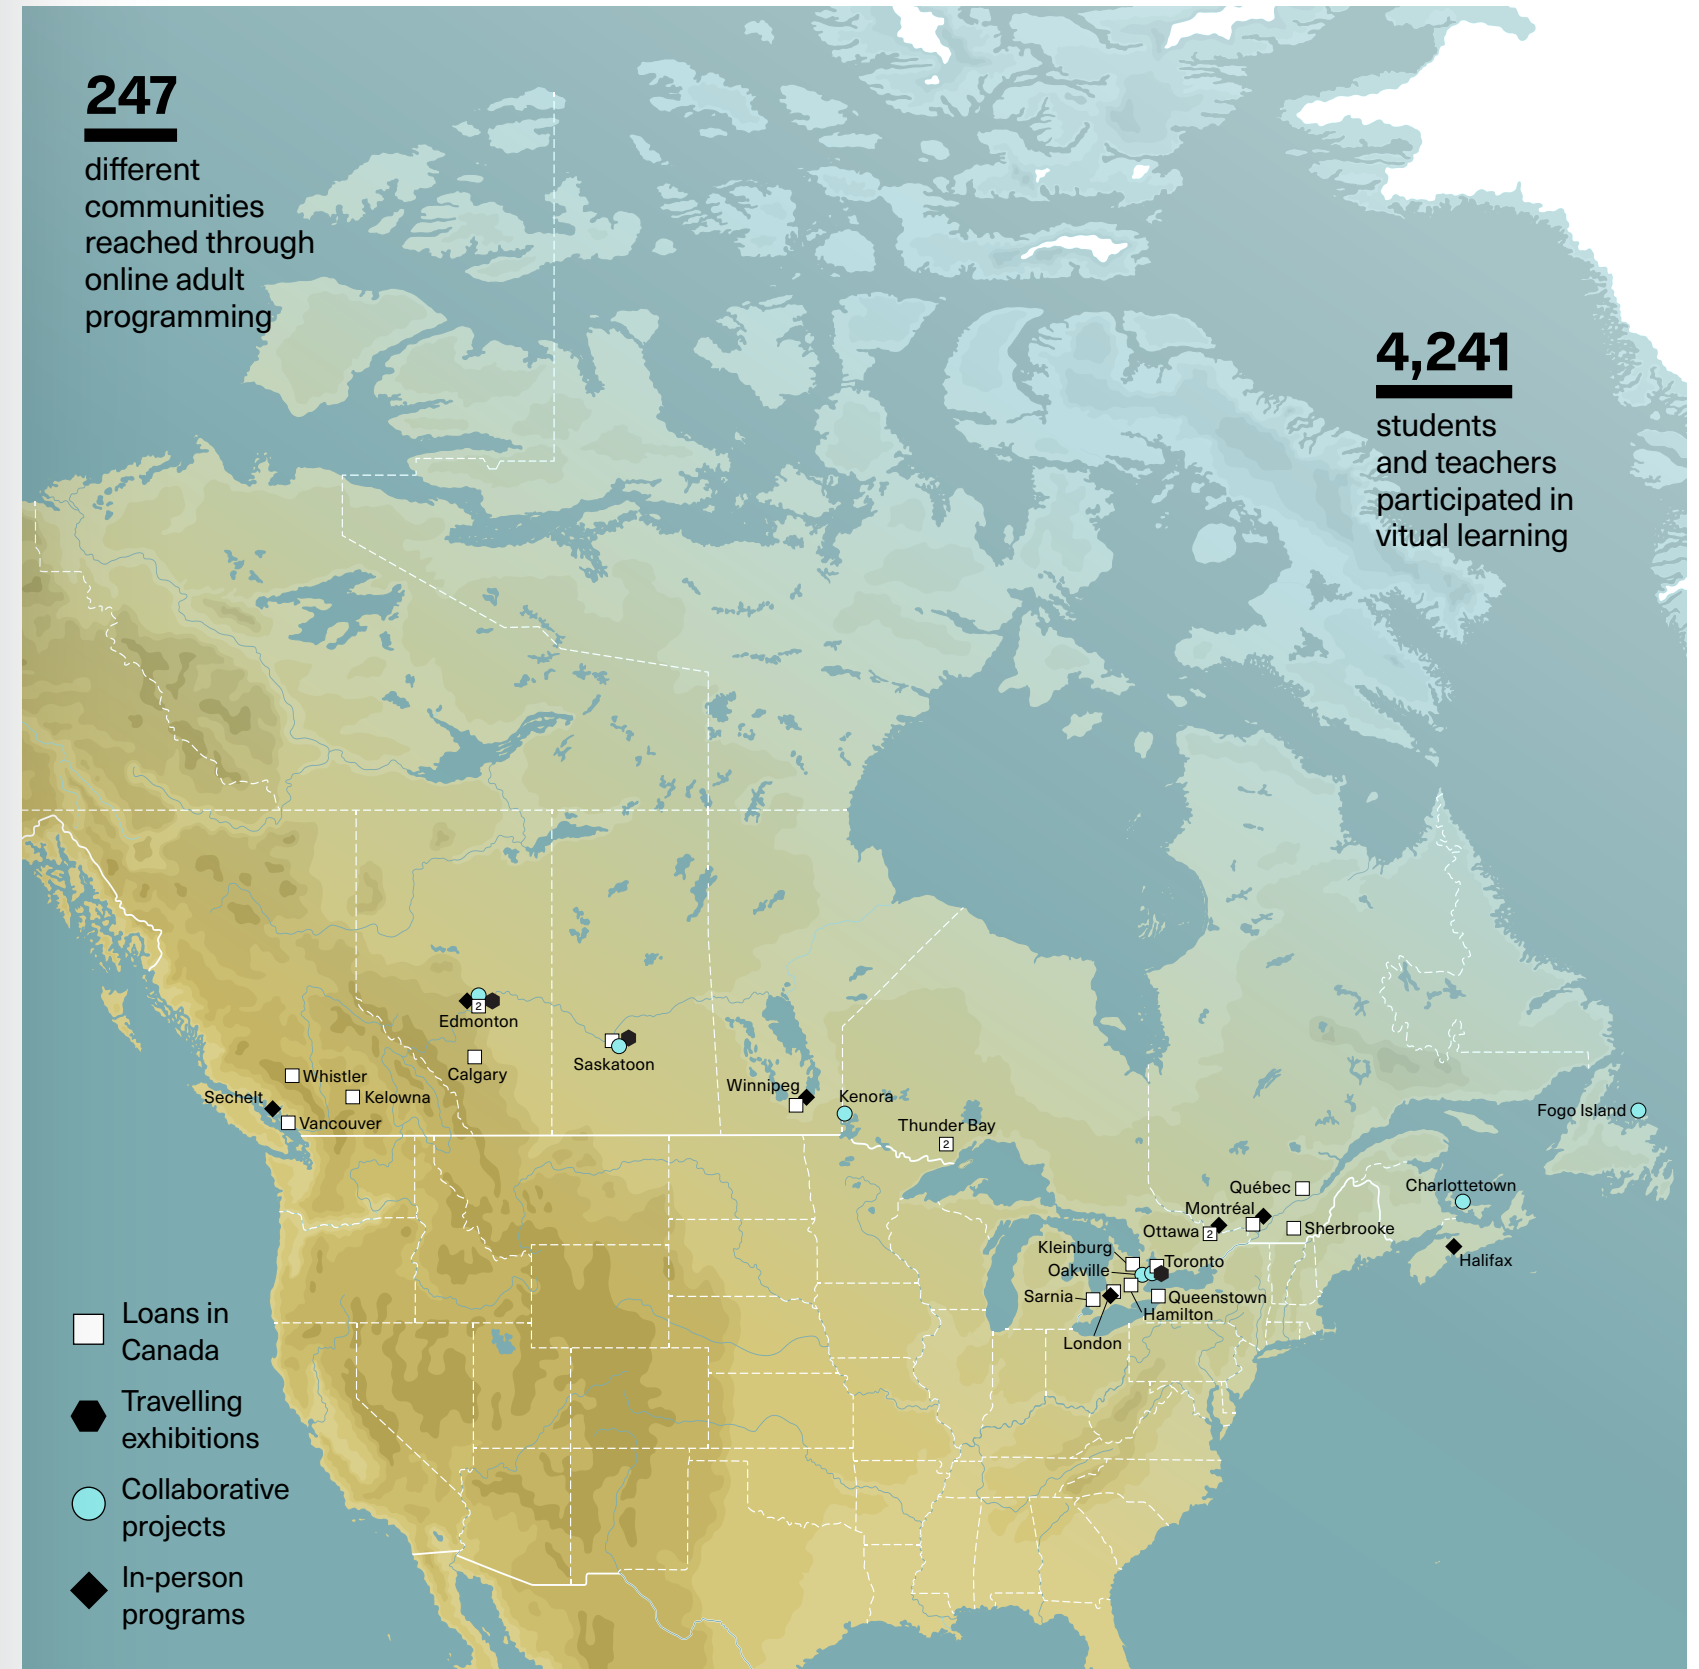 247
different
communities
reached through
online adult
programming
4,241
students
and teachers
participated in
vitual learning
2
Edmonton
Saskatoon
Calgary
Whistler
Kelowna
Sechelt
Vancouver
Winnipeg
Kenora
Thunder Bay
2
Fogo Island
Charlottetown
Québec
Montréal
Ottawa
2
Sherbrooke
Halifax
Kleinburg
Toronto
Oakville
Sarnia
Queenstown
Hamilton
London
Loans in
Canada
Travelling
exhibitions
Collaborative
projects
In-person
programs